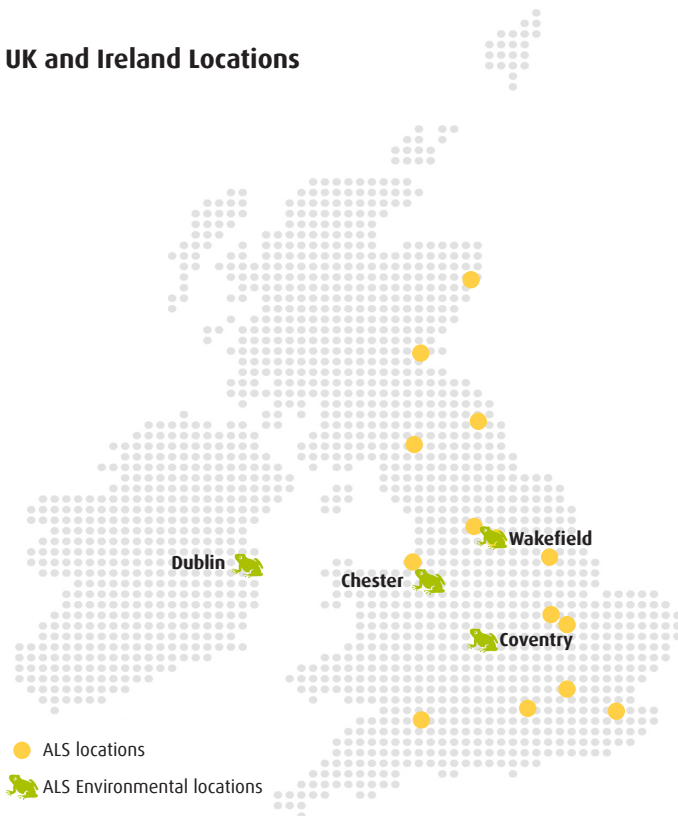 UK and Ireland Locations
Wakefield
Dublin
Chester
Coventry
ALS locations
ALS Environmental locations